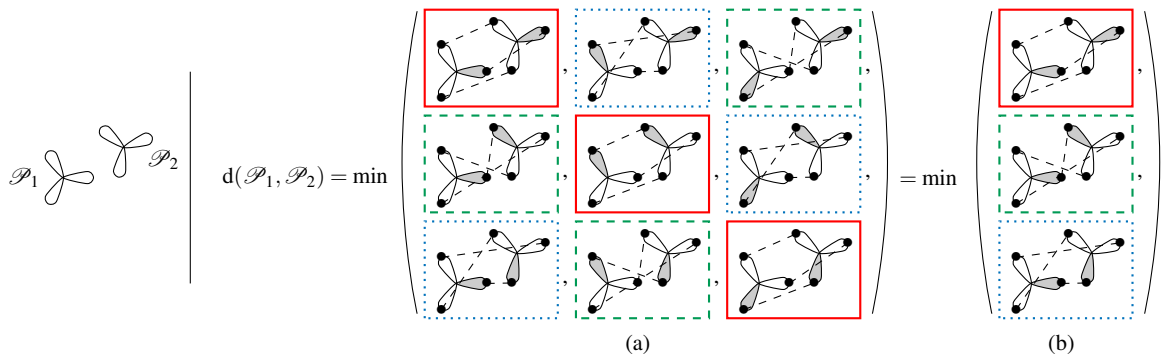 𝒫₁
𝒫₂
d(𝒫₁, 𝒫₂) = min ( , , ,
, , ,
, , ) = min ( ,
,
)
(a)
(b)